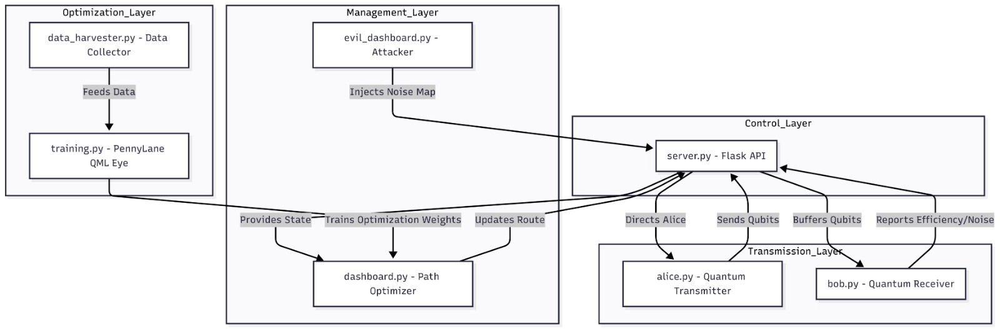 Optimization_Layer
data_harvester.py - Data
Collector
Feeds Data
training.py - PennyLane
QML Eye
Management_Layer
evil_dashboard.py -
Attacker
Injects Noise Map
Control_Layer
server.py - Flask API
Provides State
Trains Optimization Weights
Updates Route
Directs Alice
Sends Qubits
Buffers Qubits
Reports Efficiency/Noise
dashboard.py - Path
Optimizer
Transmission_Layer
alice.py - Quantum
Transmitter
bob.py - Quantum Receiver